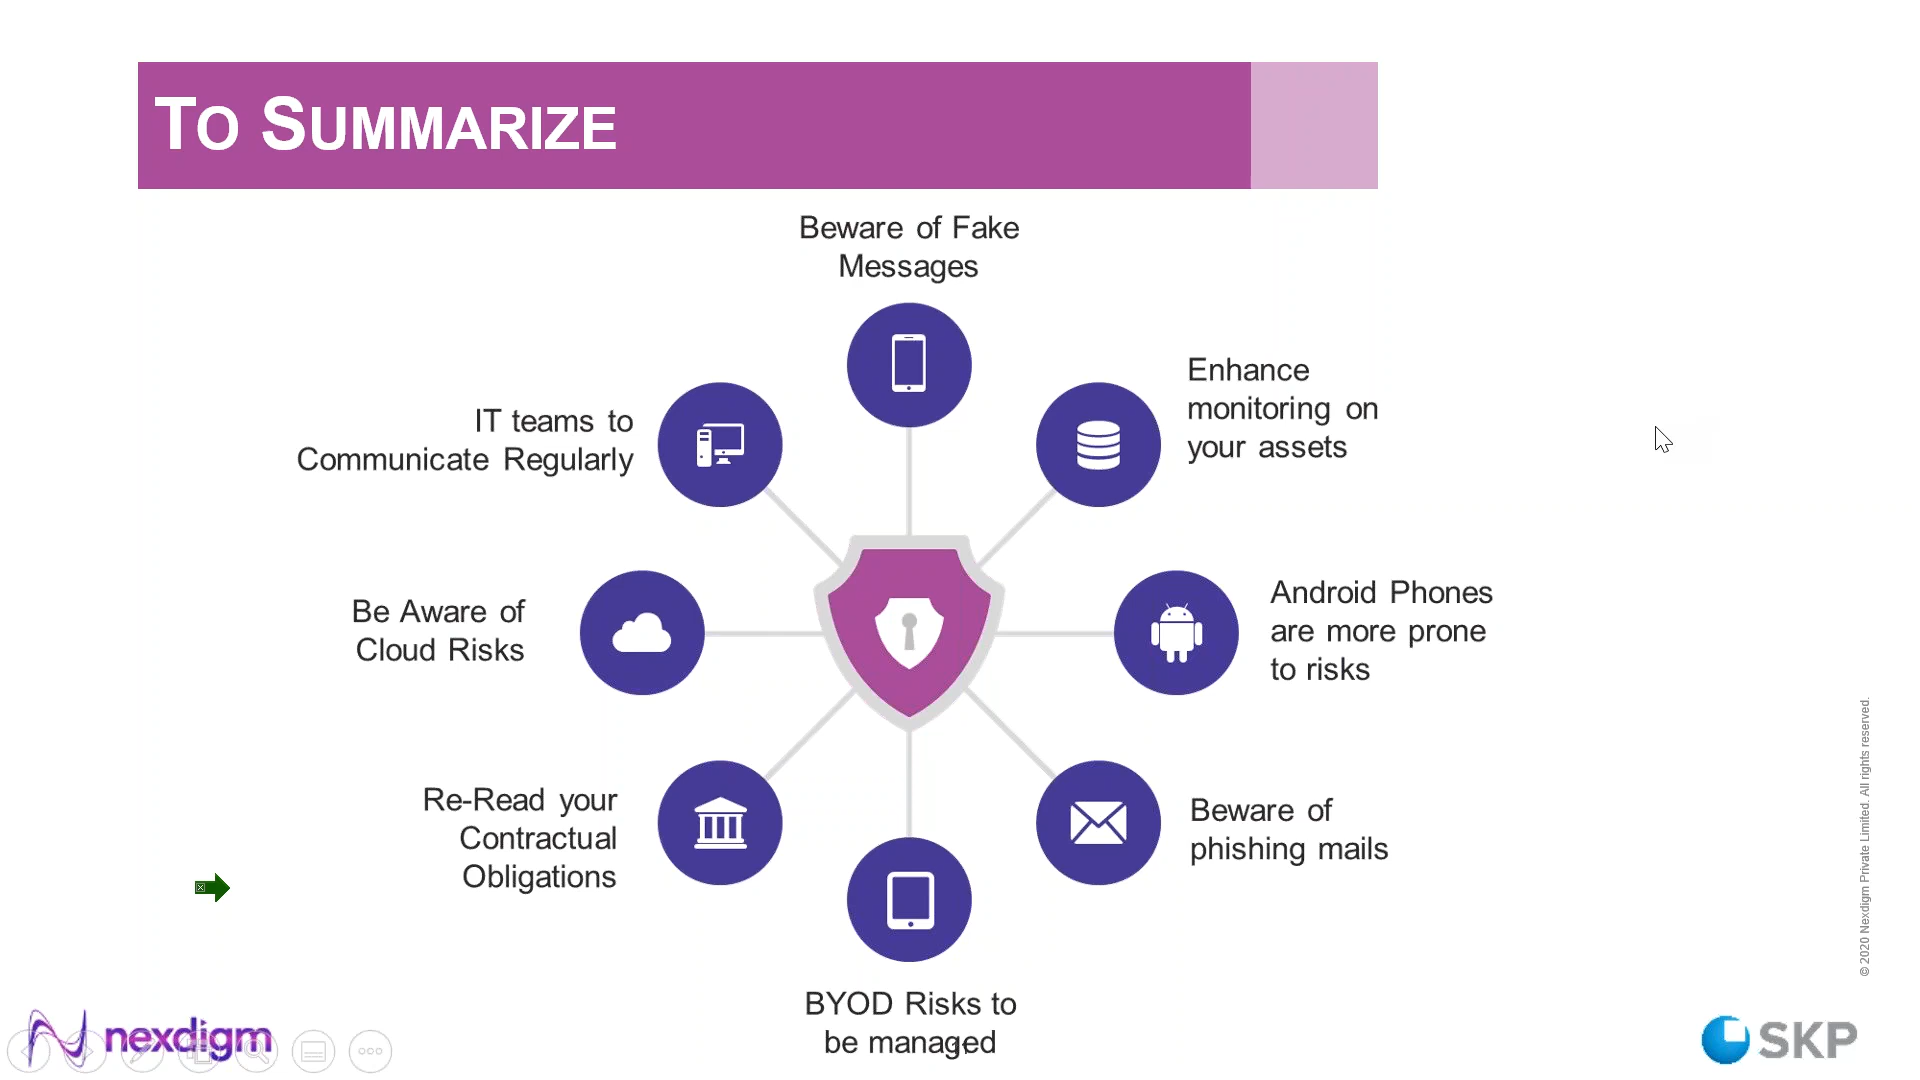 TO SUMMARIZE
Beware of Fake
Messages
Enhance
monitoring on
your assets
IT teams to
Communicate Regularly
Android Phones
are more prone
to risks
Be Aware of
Cloud Risks
Re-Read your
Contractual
Obligations
Beware of
phishing mails
BYOD Risks to
be managed
© 2020 Nexdigm Private Limited. All rights reserved.
nexdigm
SKP